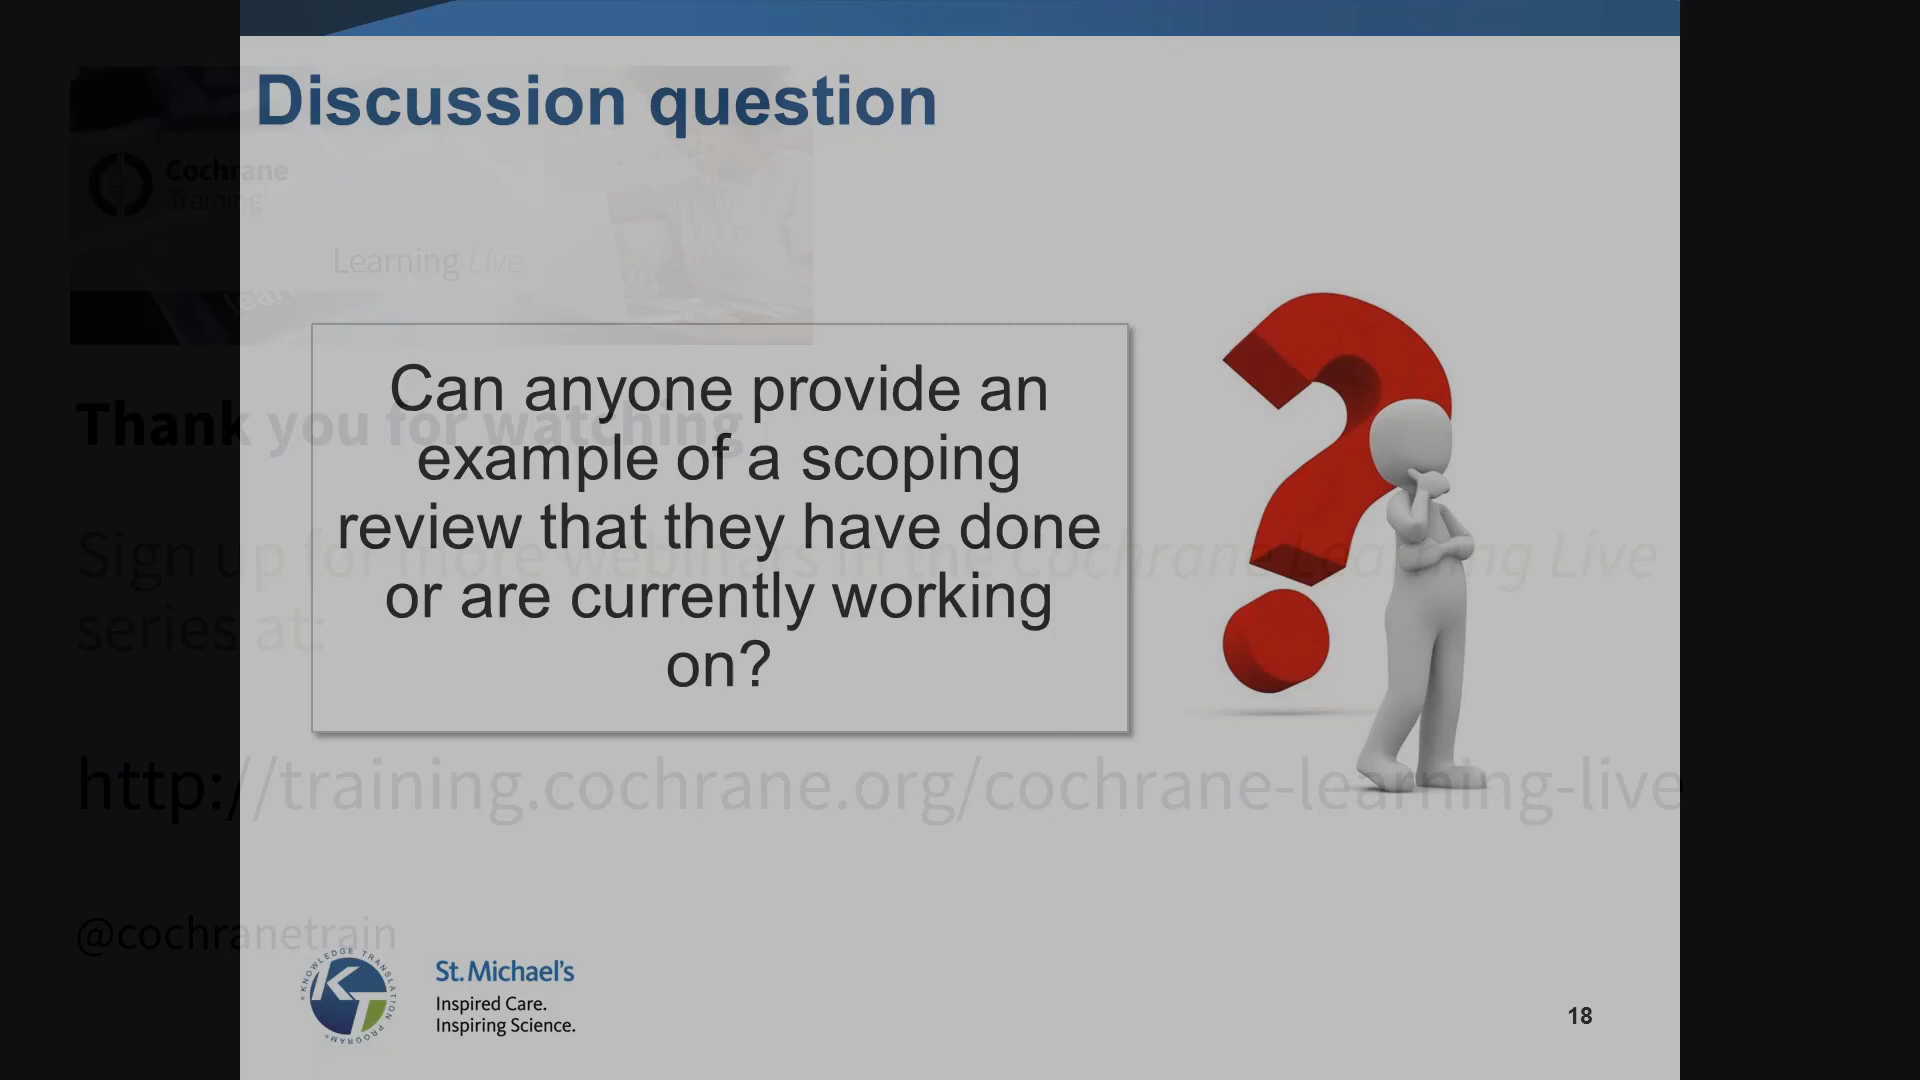 Discussion question
Cochrane
Training
Learning Live
learn
Can anyone provide an
example of a scoping
review that they have done
or are currently working
on?
Thank you for watching
Sign up for more webinars in the Cochrane Learning Live
series at:
http://training.cochrane.org/cochrane-learning-live
@cochranetrain
KNOWLEDGE TRANSLATION PROGRAM
KT
St. Michael's
Inspired Care.
Inspiring Science.
18